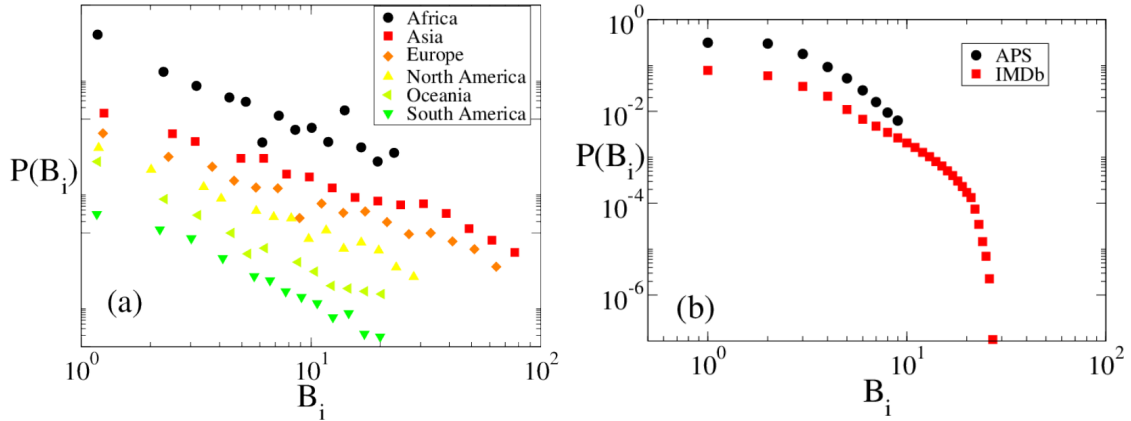 P(B_i)
Africa
Asia
Europe
North America
Oceania
South America
(a)
10^0
10^1
10^2
B_i
P(B_i)
10^0
10^-2
10^-4
10^-6
APS
IMDb
(b)
10^0
10^1
10^2
B_i